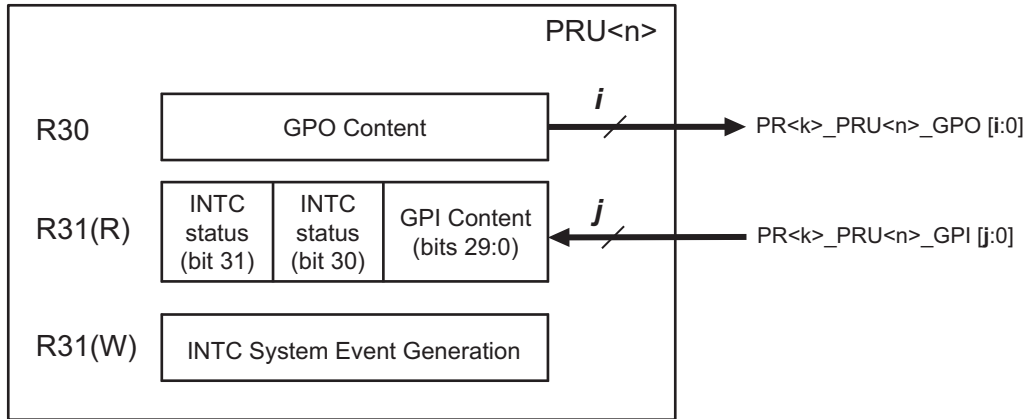 PRU<n>
R30
GPO Content
i
PR<k>_PRU<n>_GPO [i:0]
R31(R)
INTC
status
(bit 31)
INTC
status
(bit 30)
GPI Content
(bits 29:0)
j
PR<k>_PRU<n>_GPI [j:0]
R31(W)
INTC System Event Generation